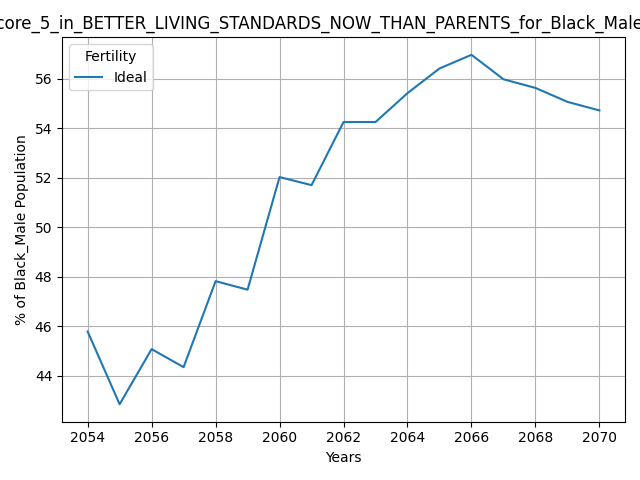 core_5_in_BETTER_LIVING_STANDARDS_NOW_THAN_PARENTS_for_Black_Male
Fertility
Ideal
% of Black_Male Population
56
54
52
50
48
46
44
2054 2056 2058 2060 2062 2064 2066 2068 2070
Years